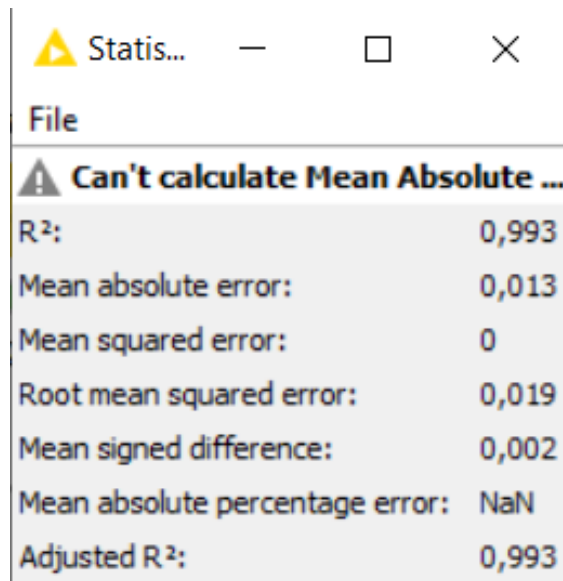 Statis...
File
Can't calculate Mean Absolute ...
R²: 0,993
Mean absolute error: 0,013
Mean squared error: 0
Root mean squared error: 0,019
Mean signed difference: 0,002
Mean absolute percentage error: NaN
Adjusted R²: 0,993